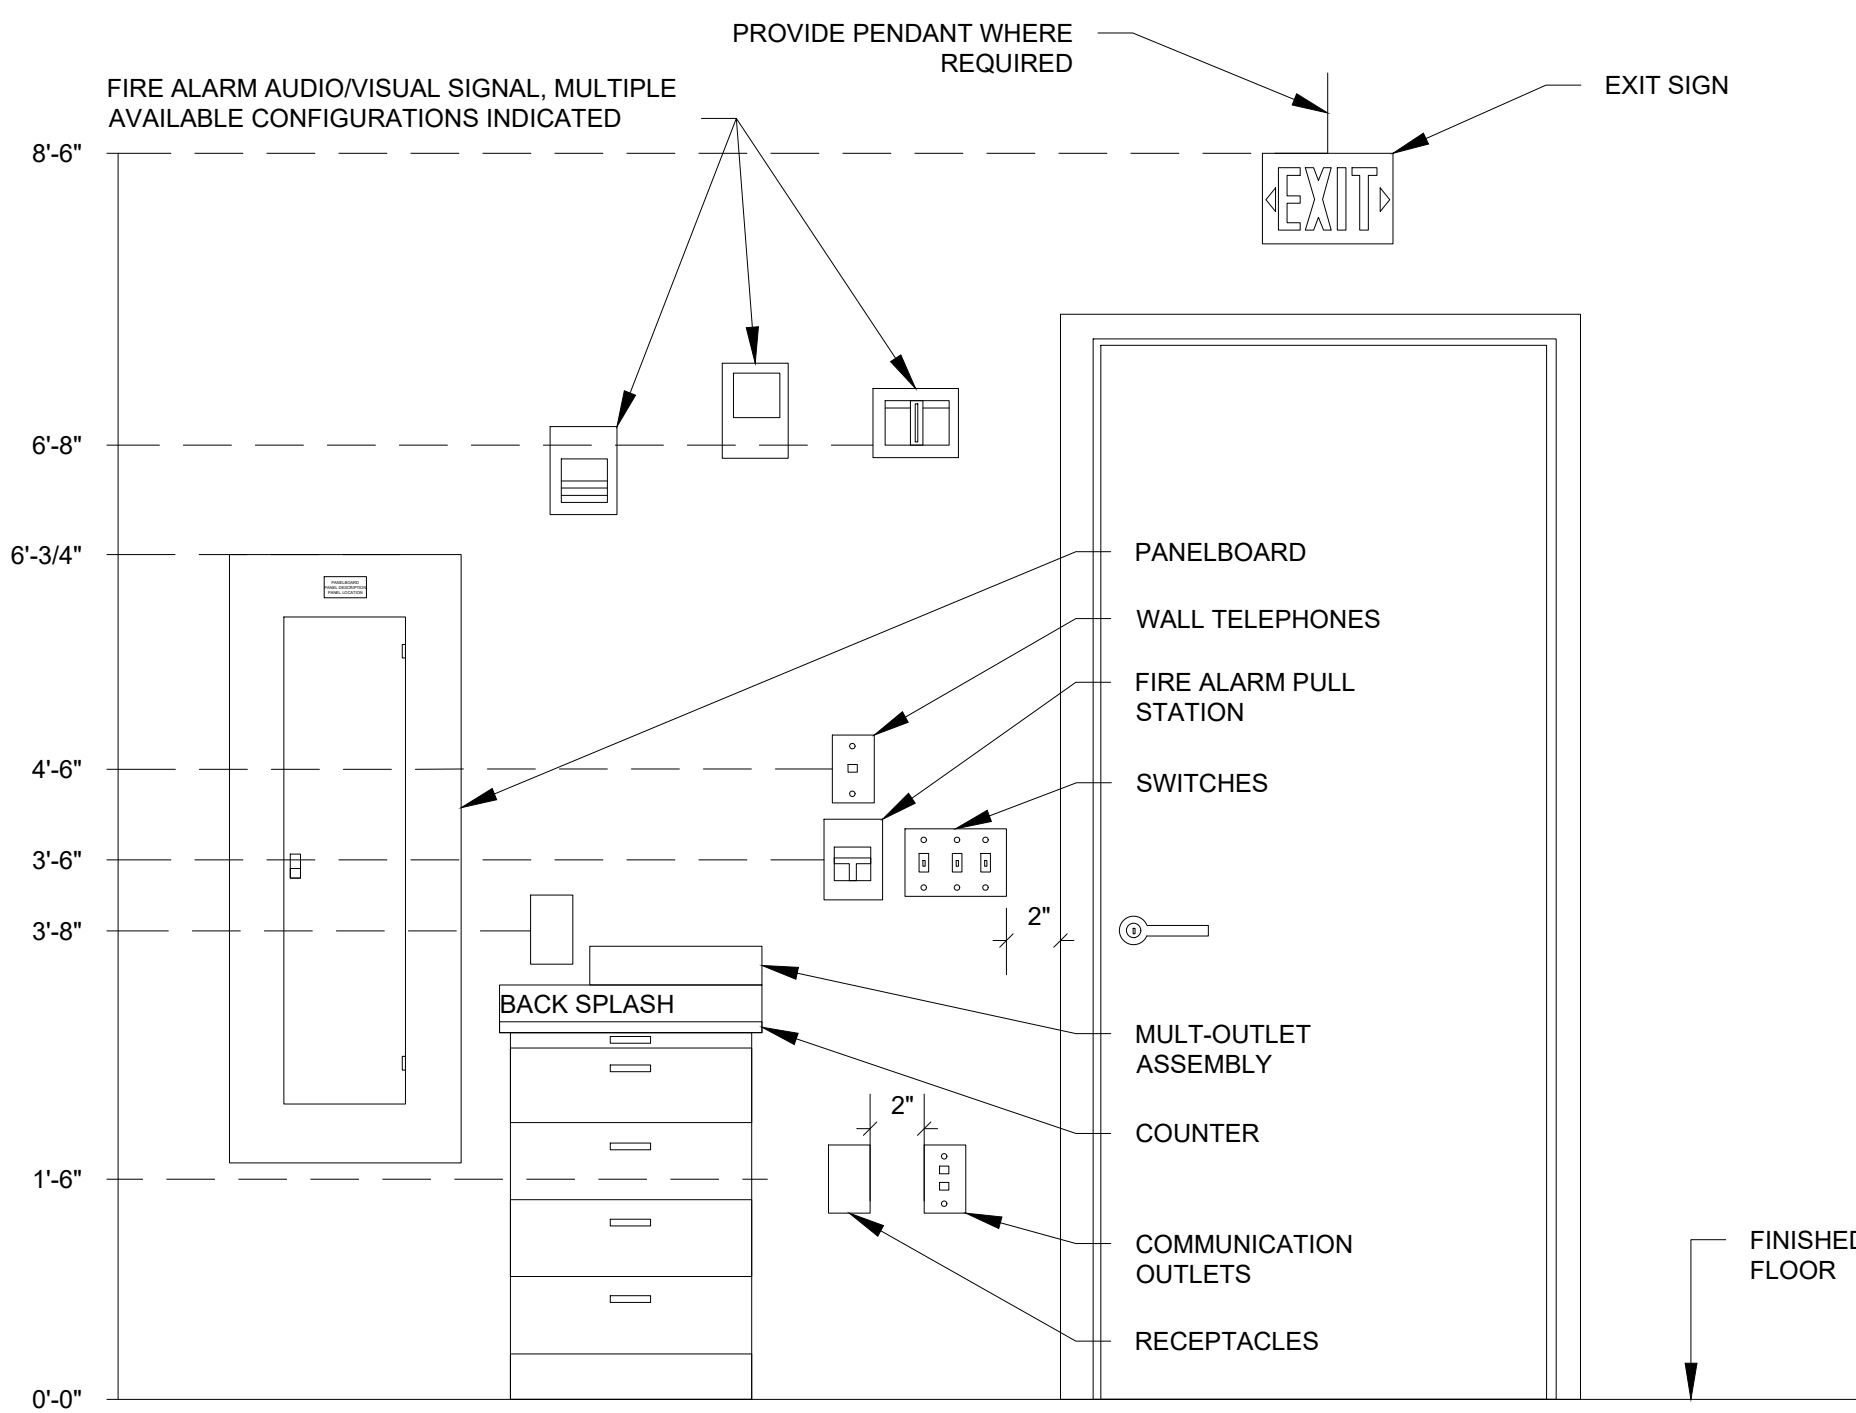 PROVIDE PENDANT WHERE
REQUIRED
FIRE ALARM AUDIO/VISUAL SIGNAL, MULTIPLE
AVAILABLE CONFIGURATIONS INDICATED
EXIT SIGN
8'-6"
EXIT
6'-8"
6'-3/4"
PANELBOARD
PANELBOARD
PANEL DESCRIPTION
PANEL LOCATION
WALL TELEPHONES
FIRE ALARM PULL
STATION
4'-6"
SWITCHES
3'-6"
3'-8"
2"
BACK SPLASH
MULT-OUTLET
ASSEMBLY
2"
COUNTER
1'-6"
COMMUNICATION
OUTLETS
FINISHED
FLOOR
RECEPTACLES
0'-0"